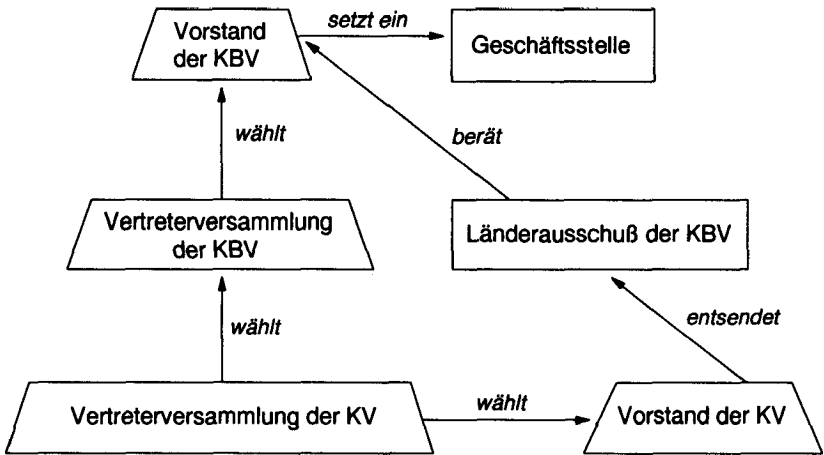 Vorstand
der KBV
setzt ein
Geschäftsstelle
wählt
berät
Vertreterversammlung
der KBV
Länderausschuß der KBV
wählt
entsendet
Vertreterversammlung der KV
wählt
Vorstand der KV